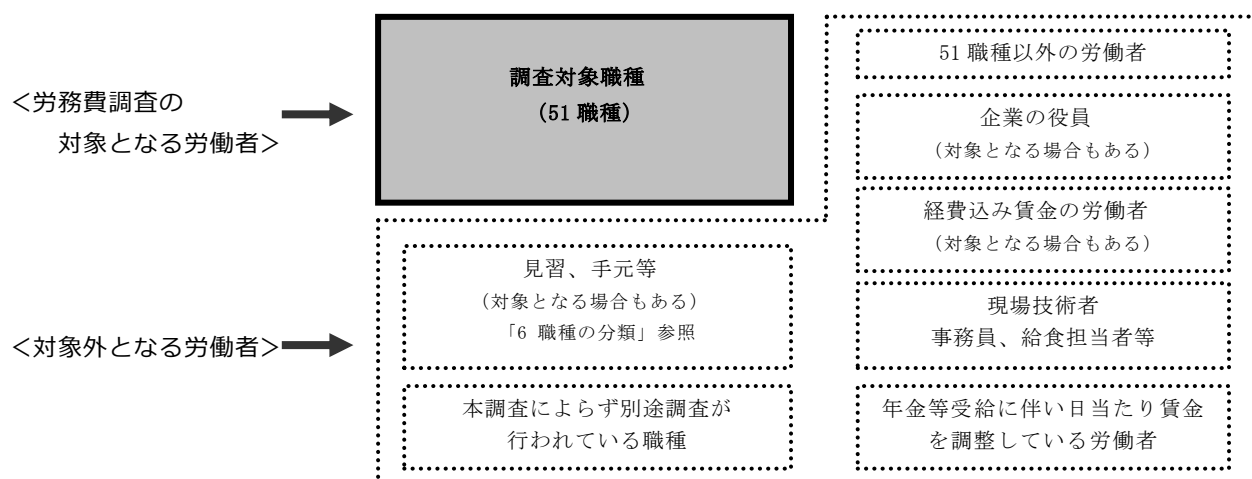 <労務費調査の
対象となる労働者>
調査対象職種
(51 職種)
<対象外となる労働者>
見習、手元等
（対象となる場合もある）
「6 職種の分類」参照
本調査によらず別途調査が
行われている職種
51 職種以外の労働者
企業の役員
（対象となる場合もある）
経費込み賃金の労働者
（対象となる場合もある）
現場技術者
事務員、給食担当者等
年金等受給に伴い日当たり賃金
を調整している労働者